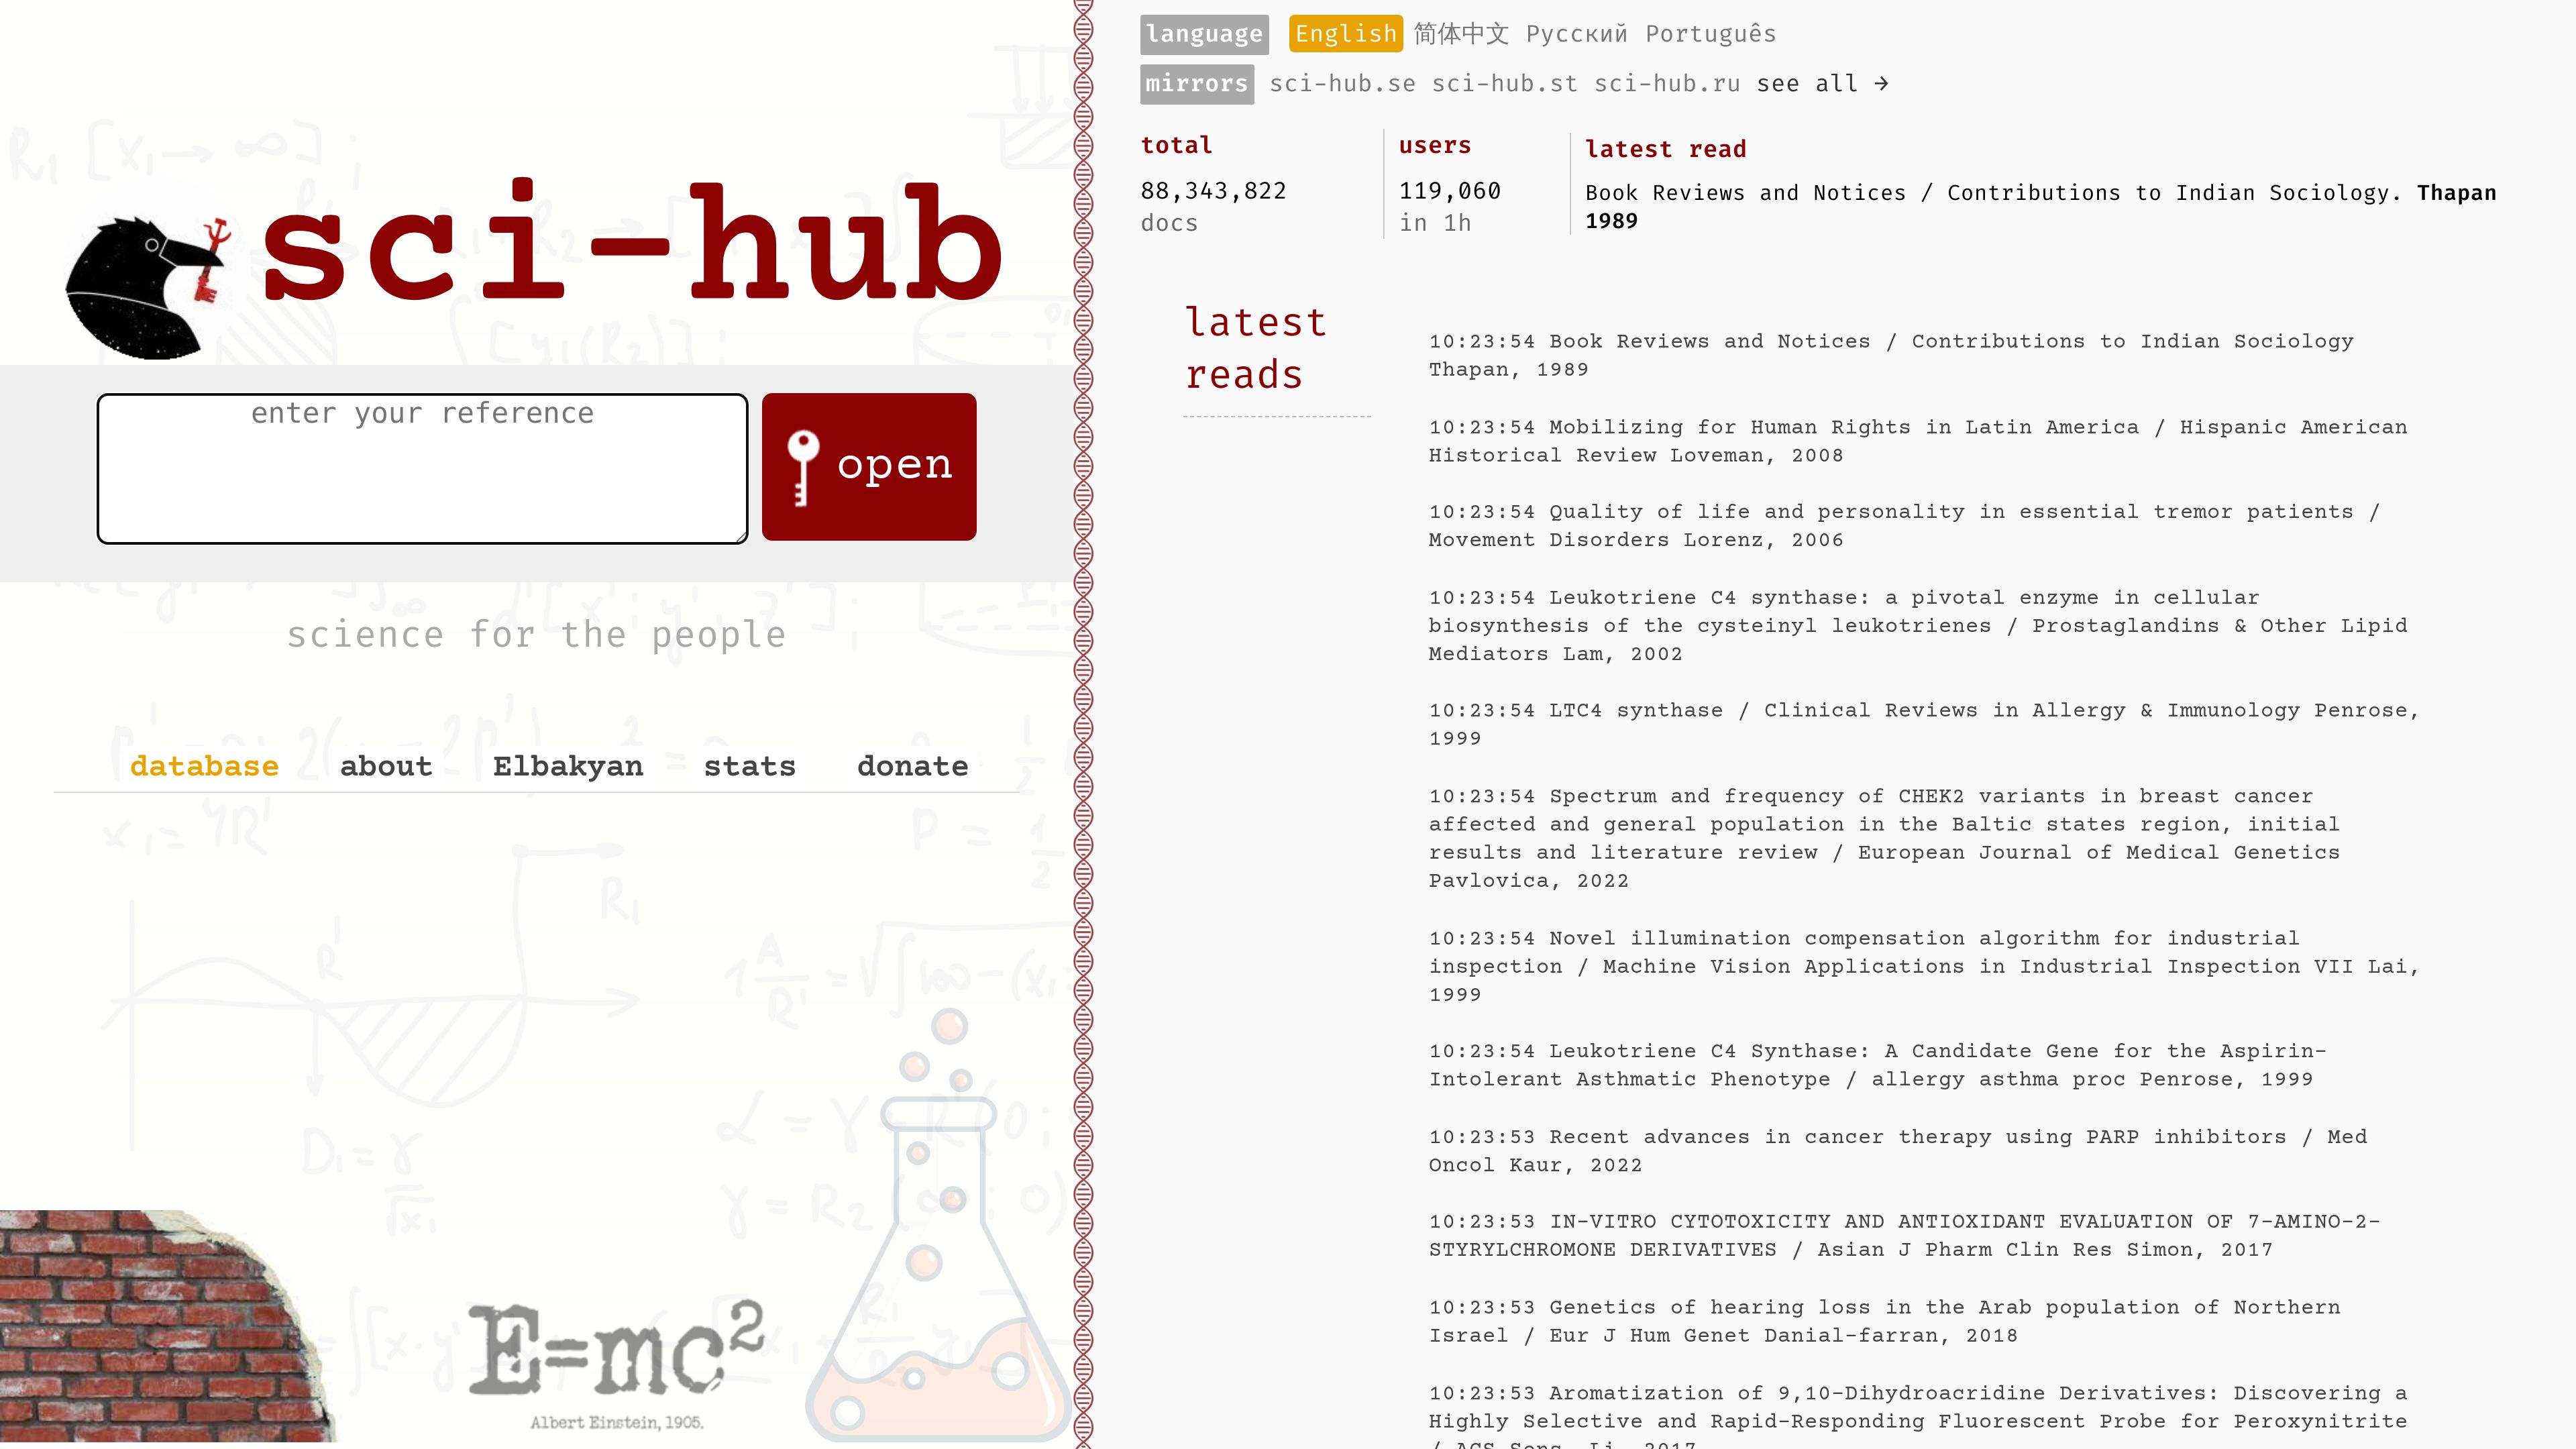 sci-hub
enter your reference
open
science for the people
database about Elbakyan stats donate
E=mc²
Albert Einstein, 1905.
language English 简体中文 Русский Português
mirrors sci-hub.se sci-hub.st sci-hub.ru see all →
total
88,343,822
docs
users
119,060
in 1h
latest read
Book Reviews and Notices / Contributions to Indian Sociology. Thapan
1989
latest
reads
10:23:54 Book Reviews and Notices / Contributions to Indian Sociology
Thapan, 1989
10:23:54 Mobilizing for Human Rights in Latin America / Hispanic American
Historical Review Loveman, 2008
10:23:54 Quality of life and personality in essential tremor patients /
Movement Disorders Lorenz, 2006
10:23:54 Leukotriene C4 synthase: a pivotal enzyme in cellular
biosynthesis of the cysteinyl leukotrienes / Prostaglandins & Other Lipid
Mediators Lam, 2002
10:23:54 LTC4 synthase / Clinical Reviews in Allergy & Immunology Penrose,
1999
10:23:54 Spectrum and frequency of CHEK2 variants in breast cancer
affected and general population in the Baltic states region, initial
results and literature review / European Journal of Medical Genetics
Pavlovica, 2022
10:23:54 Novel illumination compensation algorithm for industrial
inspection / Machine Vision Applications in Industrial Inspection VII Lai,
1999
10:23:54 Leukotriene C4 Synthase: A Candidate Gene for the Aspirin-
Intolerant Asthmatic Phenotype / allergy asthma proc Penrose, 1999
10:23:53 Recent advances in cancer therapy using PARP inhibitors / Med
Oncol Kaur, 2022
10:23:53 IN-VITRO CYTOTOXICITY AND ANTIOXIDANT EVALUATION OF 7-AMINO-2-
STYRYLCHROMONE DERIVATIVES / Asian J Pharm Clin Res Simon, 2017
10:23:53 Genetics of hearing loss in the Arab population of Northern
Israel / Eur J Hum Genet Danial-farran, 2018
10:23:53 Aromatization of 9,10-Dihydroacridine Derivatives: Discovering a
Highly Selective and Rapid-Responding Fluorescent Probe for Peroxynitrite